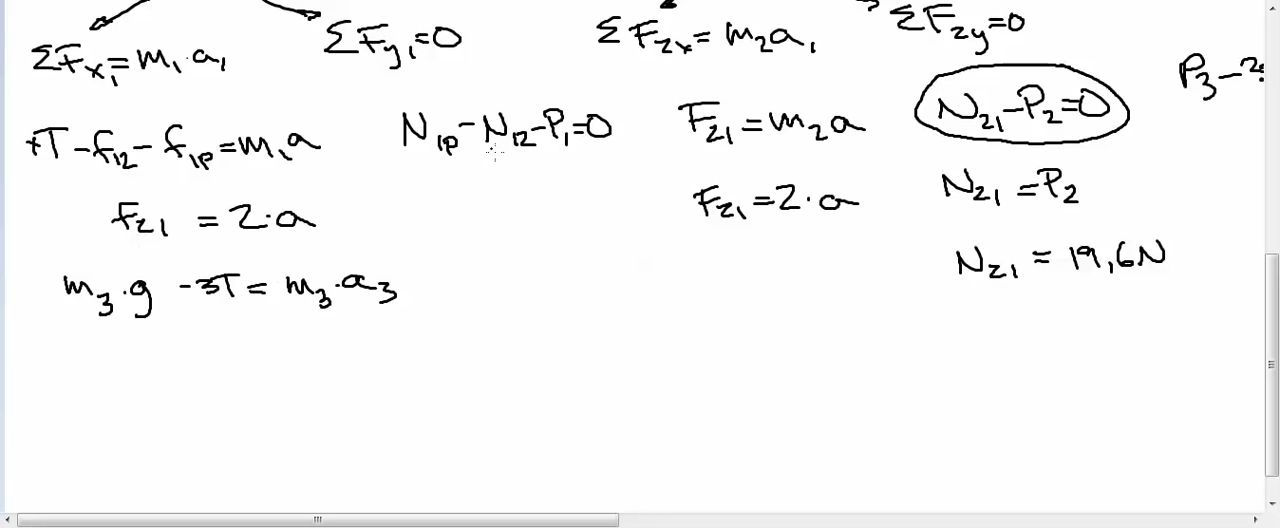 ΣFx₁=m₁·a₁
ΣFy₁=0
ΣF₂ₓ=m₂a₁
ΣF₂y=0
+T-f₁₂-f₁p=m₁a
N₁p-N₁₂-P₁=0
F₂₁=m₂a
N₂₁-P₂=0
P₃-
f₂₁=2·a
F₂₁=2·a
N₂₁=P₂
m₃·g-3T=m₃·a₃
N₂₁=19,6N